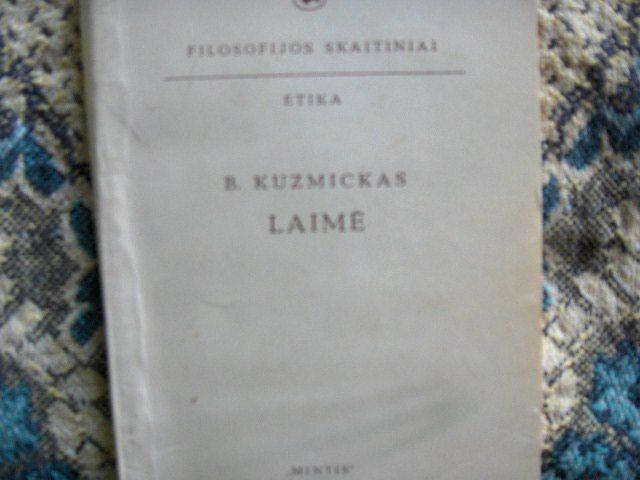 FILOSOFIJOS SKAITINIAI
ETIKA
B. KUZMICKAS
LAIMĖ
„MINTIS“